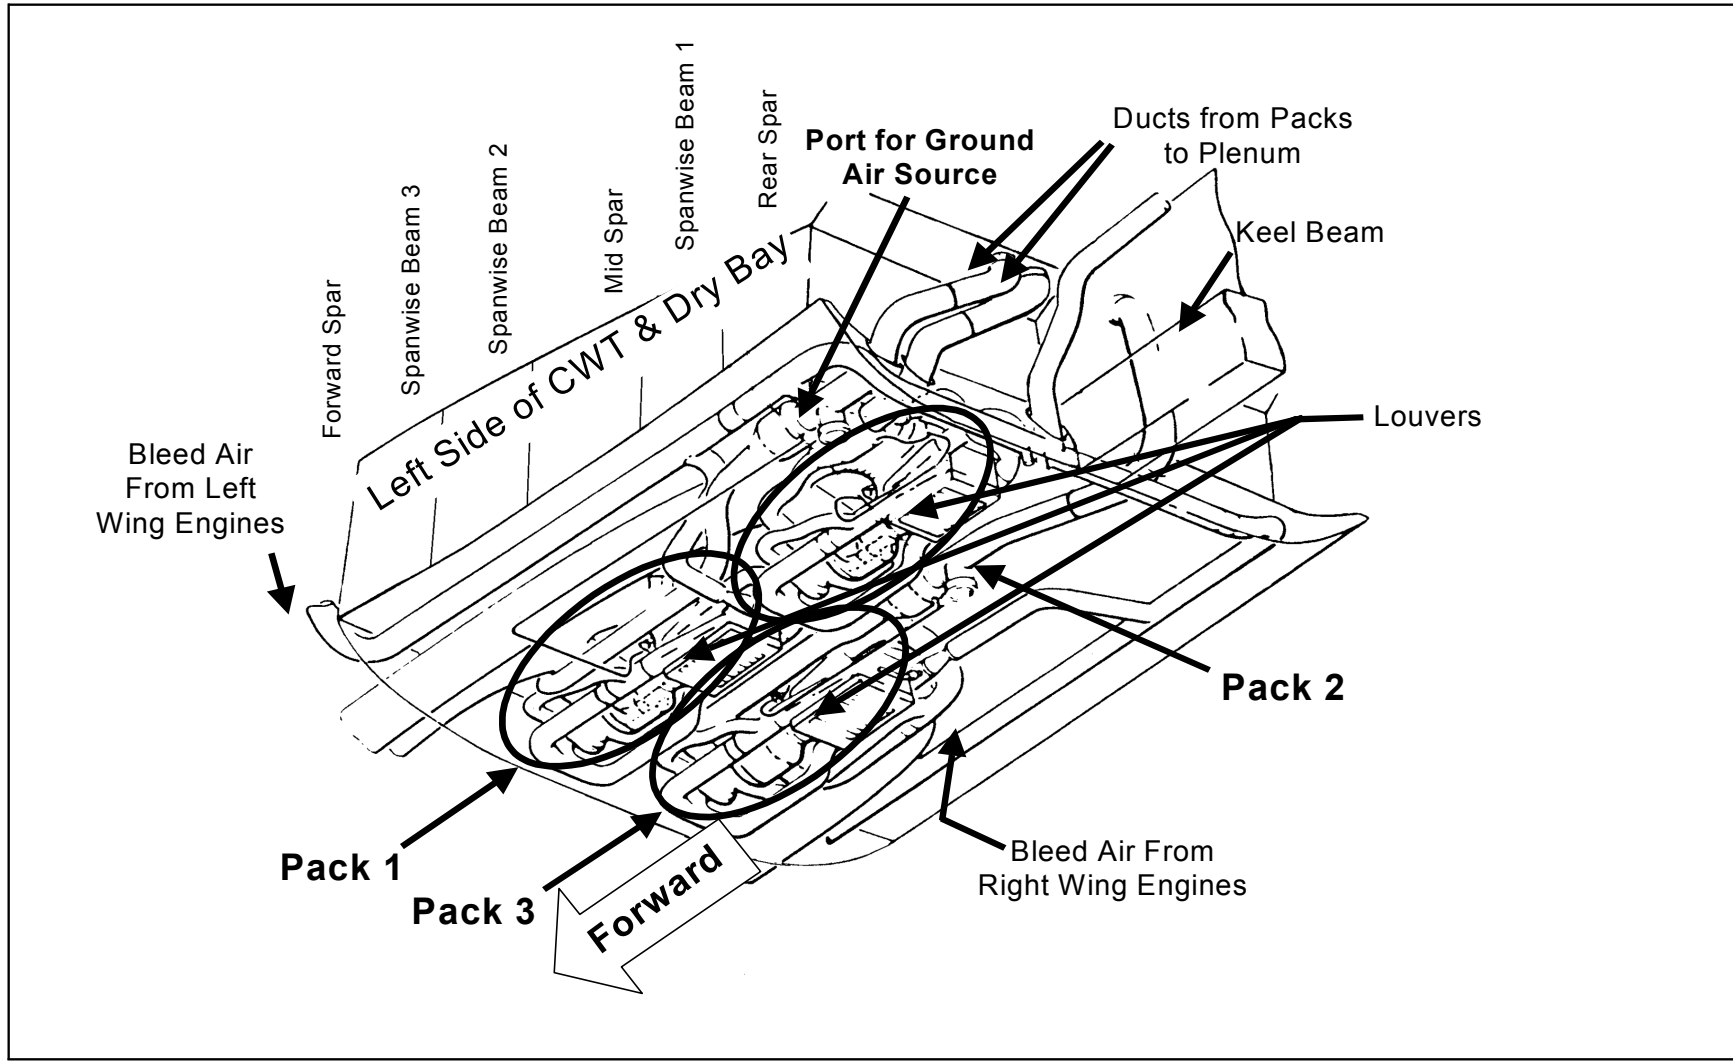 Forward Spar
Spanwise Beam 3
Spanwise Beam 2
Mid Spar
Spanwise Beam 1
Rear Spar
Port for Ground
Air Source
Ducts from Packs
to Plenum
Keel Beam
Left Side of CWT & Dry Bay
Louvers
Bleed Air
From Left
Wing Engines
Pack 2
Pack 1
Pack 3
Forward
Bleed Air From
Right Wing Engines